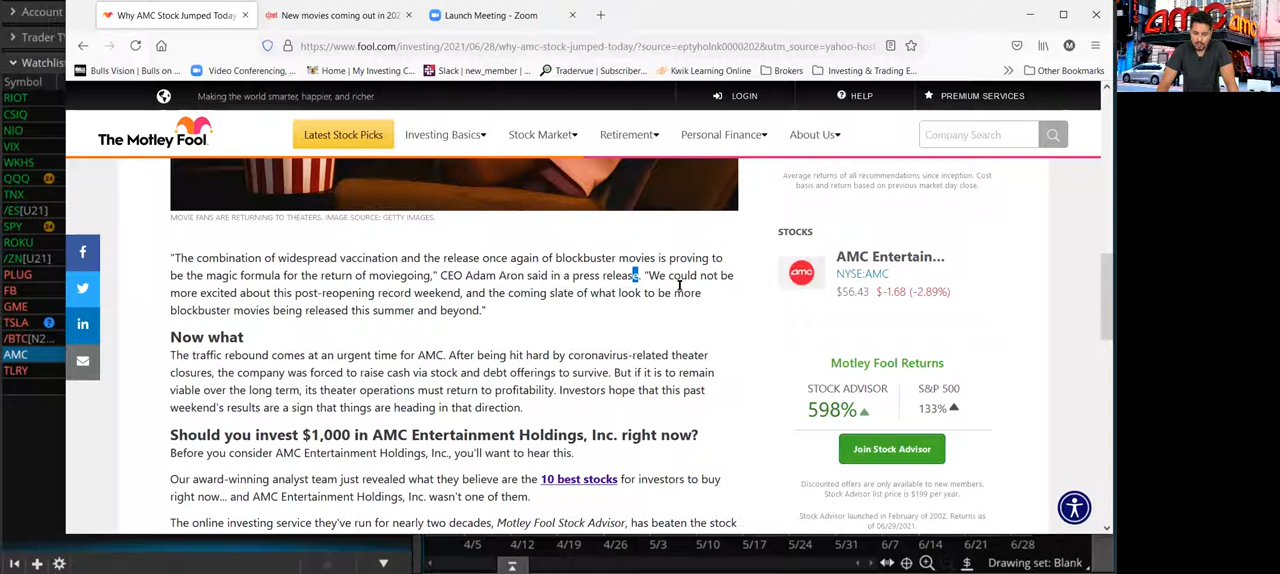 Account
Trader T
Watchlis
Symbol
RIOT
CSIQ
NIO
VIX
WKHS
QQQ 24
TNX
/ES[U21]
SPY 24
ROKU
/ZN[U21]
PLUG
FB
GME
TSLA ?
/BTC[N2...
AMC
TLRY
Why AMC Stock Jumped Today
cnet New movies coming out in 202
Launch Meeting - Zoom
https://www.fool.com/investing/2021/06/28/why-amc-stock-jumped-today/?source=eptyholnk0000202&utm_source=yahoo-host
Bulls Vision | Bulls on ...
Video Conferencing, ...
Home | My Investing C...
Slack | new_member | ...
Tradervue | Subscriber...
Kwik Learning Online
Brokers
Investing & Trading E...
Other Bookmarks
Making the world smarter, happier, and richer.
LOGIN
HELP
PREMIUM SERVICES
The Motley Fool.
Latest Stock Picks
Investing Basics
Stock Market
Retirement
Personal Finance
About Us
Company Search
MOVIE FANS ARE RETURNING TO THEATERS. IMAGE SOURCE: GETTY IMAGES.
"The combination of widespread vaccination and the release once again of blockbuster movies is proving to
be the magic formula for the return of moviegoing," CEO Adam Aron said in a press release. "We could not be
more excited about this post-reopening record weekend, and the coming slate of what look to be more
blockbuster movies being released this summer and beyond."
Now what
The traffic rebound comes at an urgent time for AMC. After being hit hard by coronavirus-related theater
closures, the company was forced to raise cash via stock and debt offerings to survive. But if it is to remain
viable over the long term, its theater operations must return to profitability. Investors hope that this past
weekend's results are a sign that things are heading in that direction.
Should you invest $1,000 in AMC Entertainment Holdings, Inc. right now?
Before you consider AMC Entertainment Holdings, Inc., you'll want to hear this.
Our award-winning analyst team just revealed what they believe are the 10 best stocks for investors to buy
right now... and AMC Entertainment Holdings, Inc. wasn't one of them.
The online investing service they've run for nearly two decades, Motley Fool Stock Advisor, has beaten the stock
Average returns of all recommendations since inception. Cost
basis and return based on previous market day close.
STOCKS
amc
AMC Entertain...
NYSE:AMC
$56.43 $-1.68 (-2.89%)
Motley Fool Returns
STOCK ADVISOR
S&P 500
598%
133%
Join Stock Advisor
Discounted offers are only available to new members.
Stock Advisor list price is $199 per year.
Stock Advisor launched in February of 2002. Returns as
of 06/29/2021.
4/5 4/12 4/19 4/26 5/3 5/10 5/17 5/24 5/31 6/7 6/14 6/21 6/28
Drawing set: Blank
amc
amc